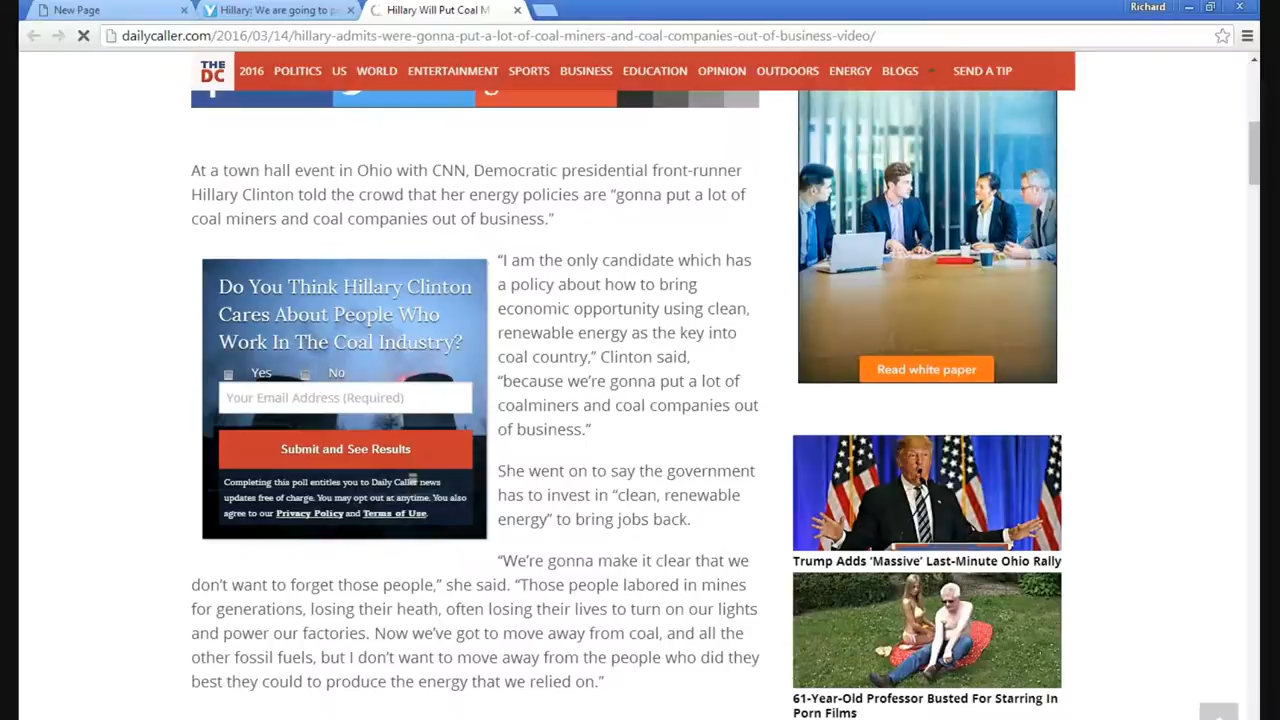 New Page
Hillary: We are going to p
Hillary Will Put Coal M
Richard
dailycaller.com/2016/03/14/hillary-admits-were-gonna-put-a-lot-of-coal-miners-and-coal-companies-out-of-business-video/
THE DC
2016 POLITICS US WORLD ENTERTAINMENT SPORTS BUSINESS EDUCATION OPINION OUTDOORS ENERGY BLOGS SEND A TIP
At a town hall event in Ohio with CNN, Democratic presidential front-runner
Hillary Clinton told the crowd that her energy policies are “gonna put a lot of
coal miners and coal companies out of business.”
Do You Think Hillary Clinton
Cares About People Who
Work In The Coal Industry?
Yes No
Your Email Address (Required)
Submit and See Results
Completing this poll entitles you to Daily Caller news
updates free of charge. You may opt out at anytime. You also
agree to our Privacy Policy and Terms of Use.
“I am the only candidate which has
a policy about how to bring
economic opportunity using clean,
renewable energy as the key into
coal country,” Clinton said,
“because we’re gonna put a lot of
coalminers and coal companies out
of business.”
She went on to say the government
has to invest in “clean, renewable
energy” to bring jobs back.
“We’re gonna make it clear that we
don’t want to forget those people,” she said. “Those people labored in mines
for generations, losing their heath, often losing their lives to turn on our lights
and power our factories. Now we’ve got to move away from coal, and all the
other fossil fuels, but I don’t want to move away from the people who did they
best they could to produce the energy that we relied on.”
Read white paper
Trump Adds ‘Massive’ Last-Minute Ohio Rally
61-Year-Old Professor Busted For Starring In
Porn Films